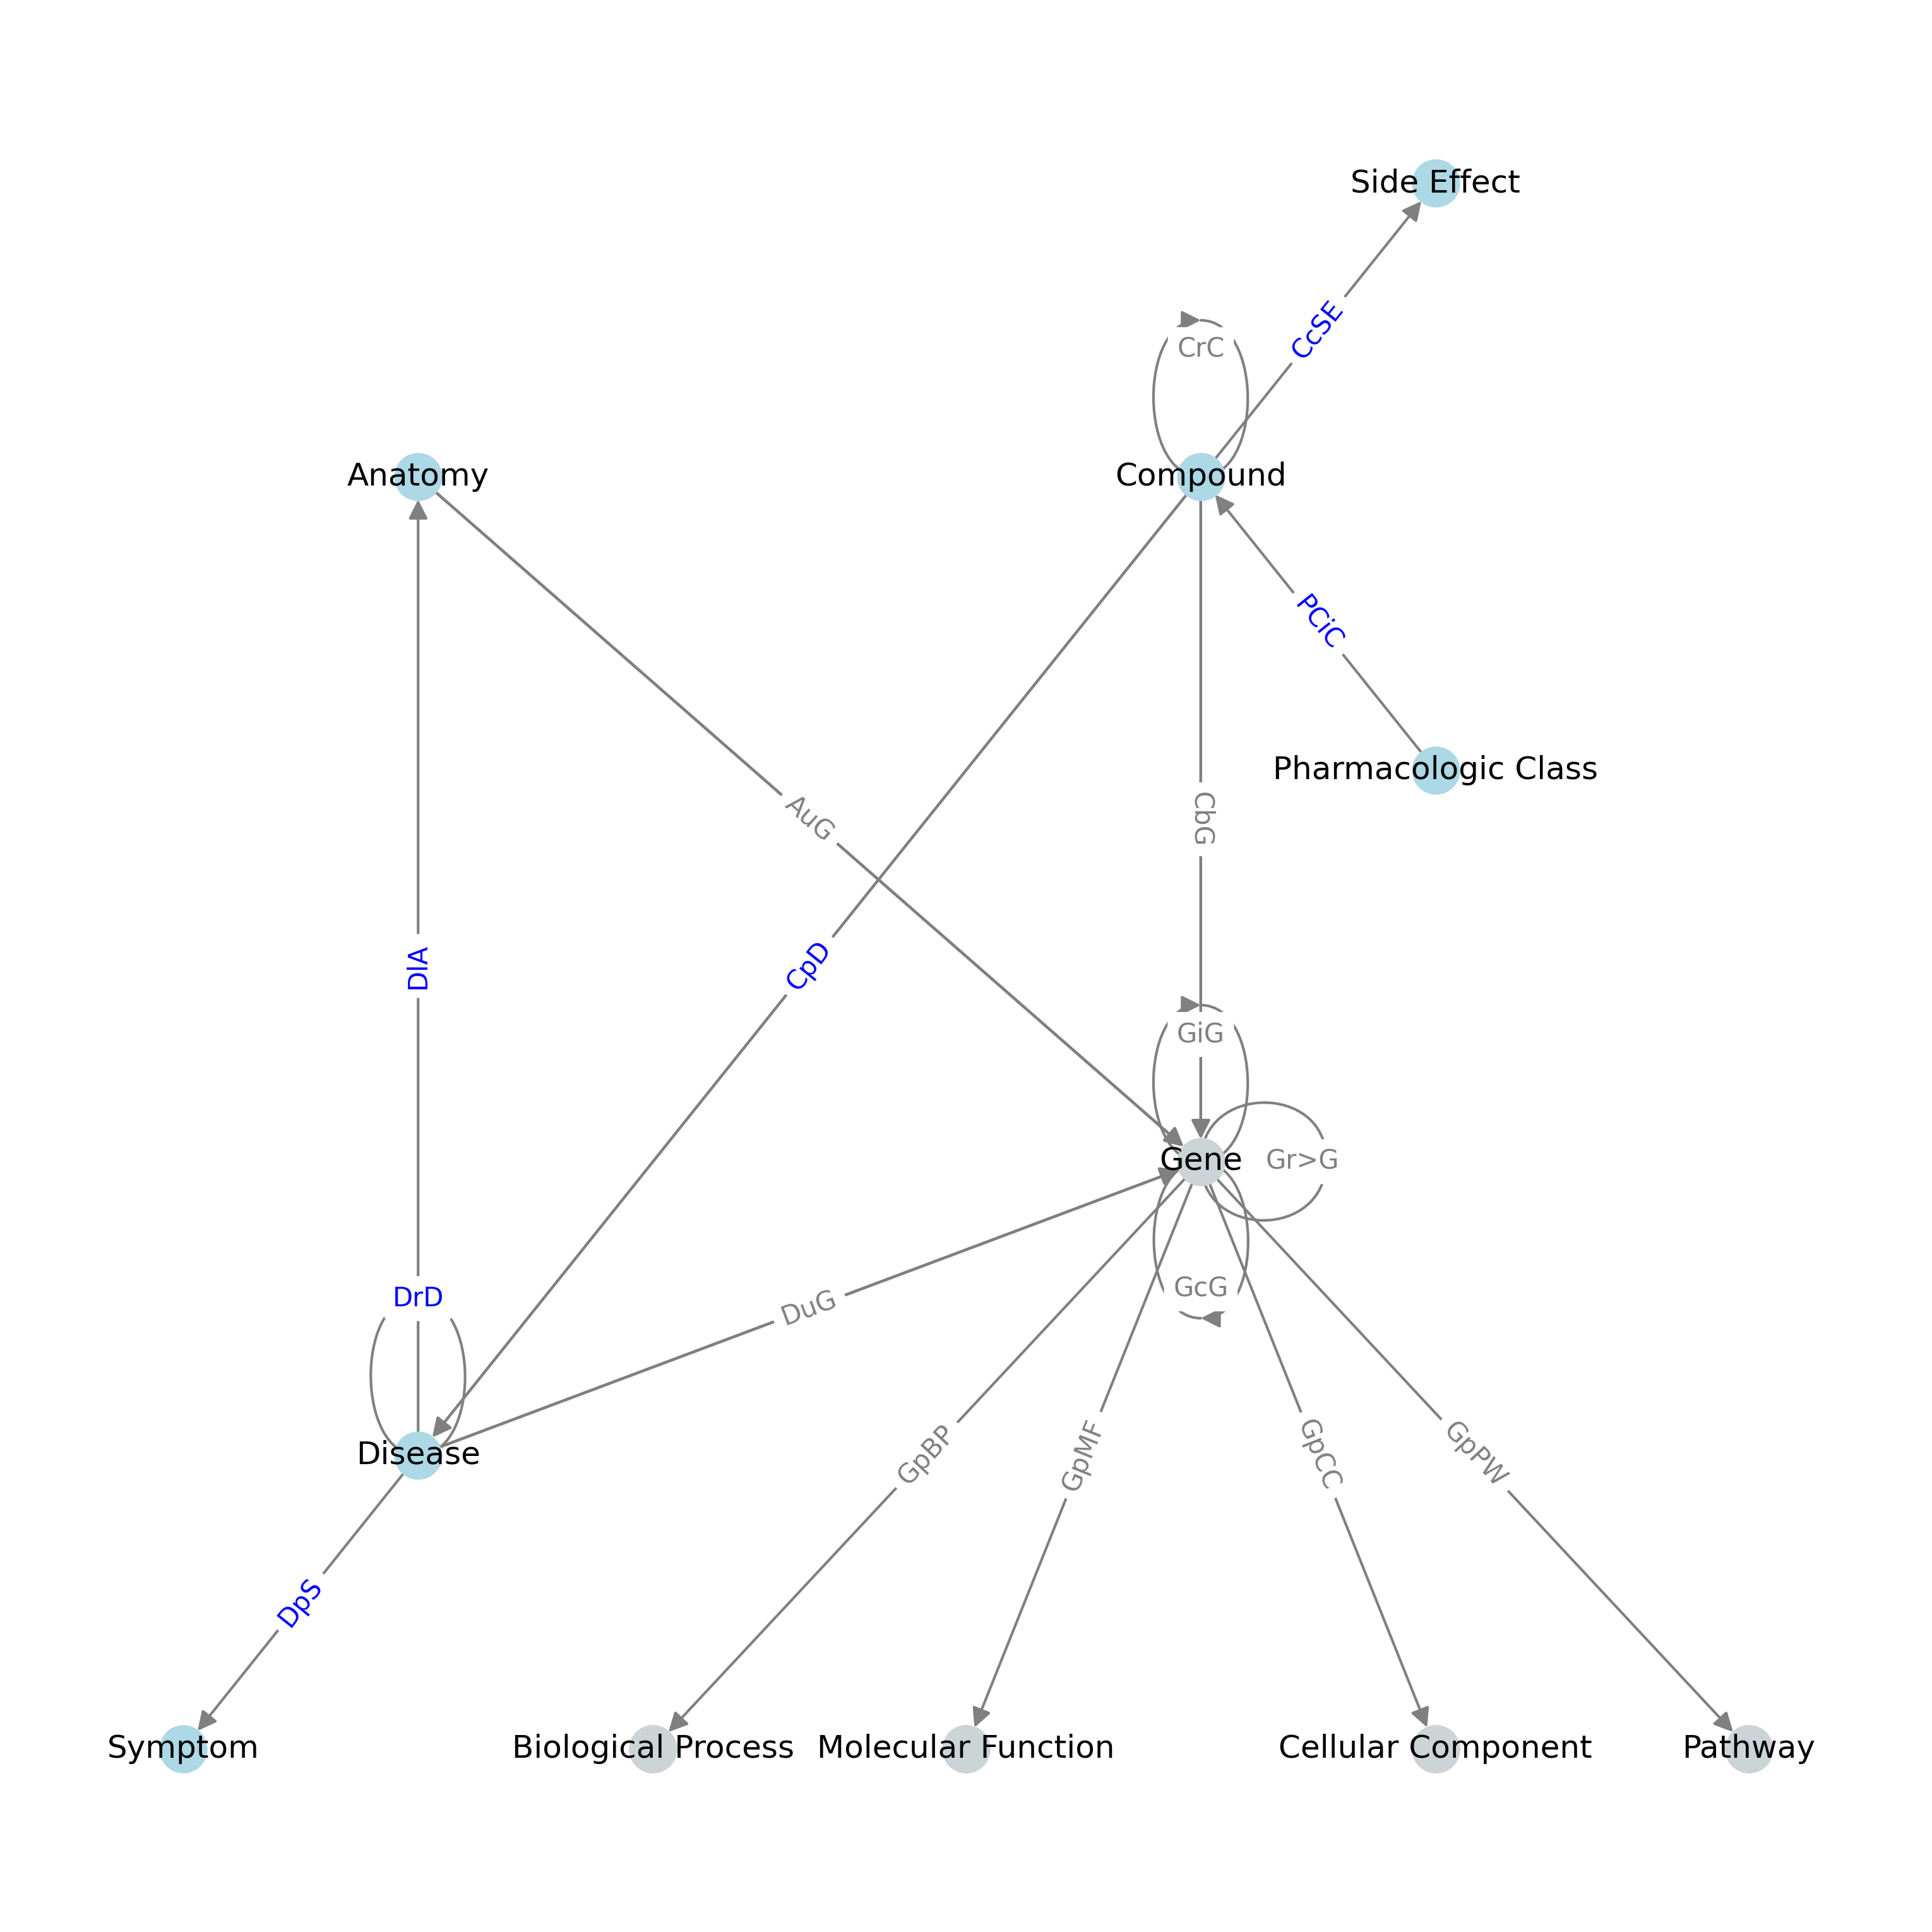 Side Effect
CcSE
CrC
Anatomy
Compound
PCiC
Pharmacologic Class
AuG
CbG
DlA
CpD
GiG
Gene
Gr>G
GcG
DrD
DuG
Disease
GpBP
GpMF
GpCC
GpPW
DpS
Symptom
Biological Process
Molecular Function
Cellular Component
Pathway